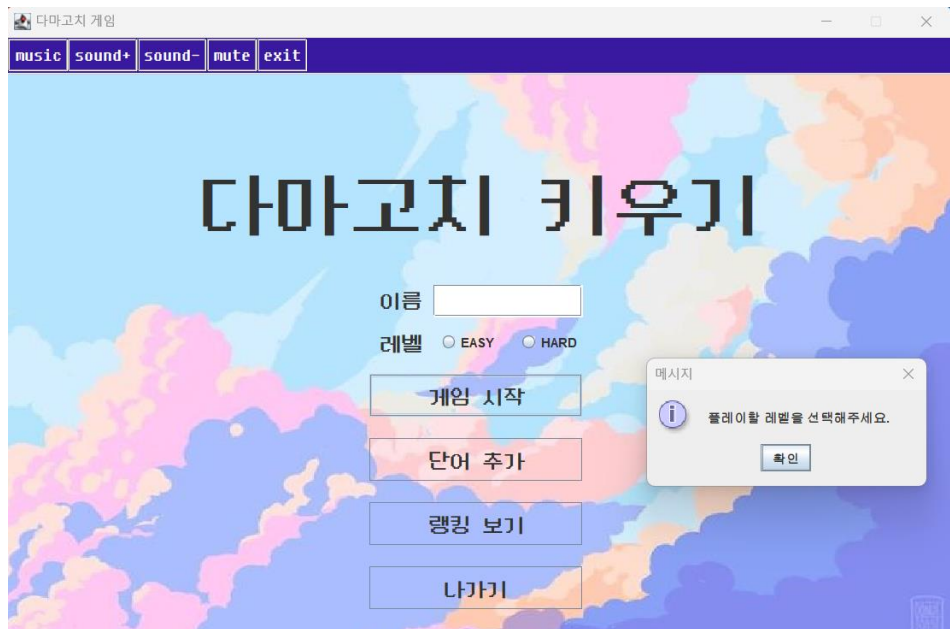 다마고치 게임
music sound+ sound- mute exit
다마고치 키우기
이름
레벨 EASY HARD
게임 시작
단어 추가
랭킹 보기
나가기
메시지
플레이할 레벨을 선택해주세요.
확인